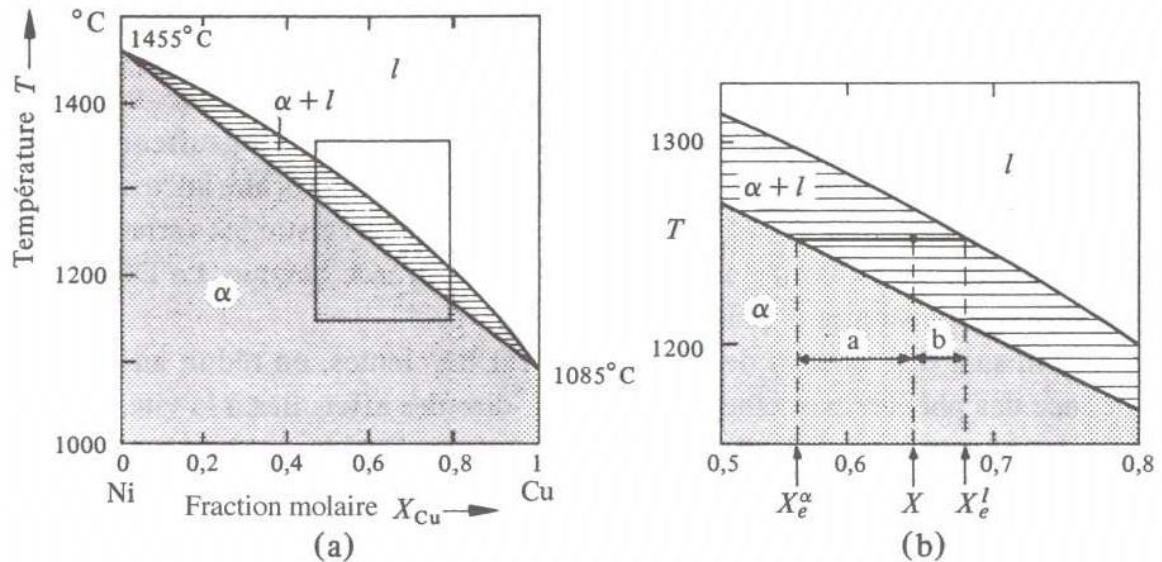 Température T
°C
1455°C
1400
1200
1000
l
α + l
α
1085°C
0
0,2
0,4
0,6
0,8
1
Ni
Fraction molaire X_Cu
Cu
(a)
1300
T
1200
l
α + l
α
a
b
0,5
0,6
0,7
0,8
X_e^α
X
X_e^l
(b)